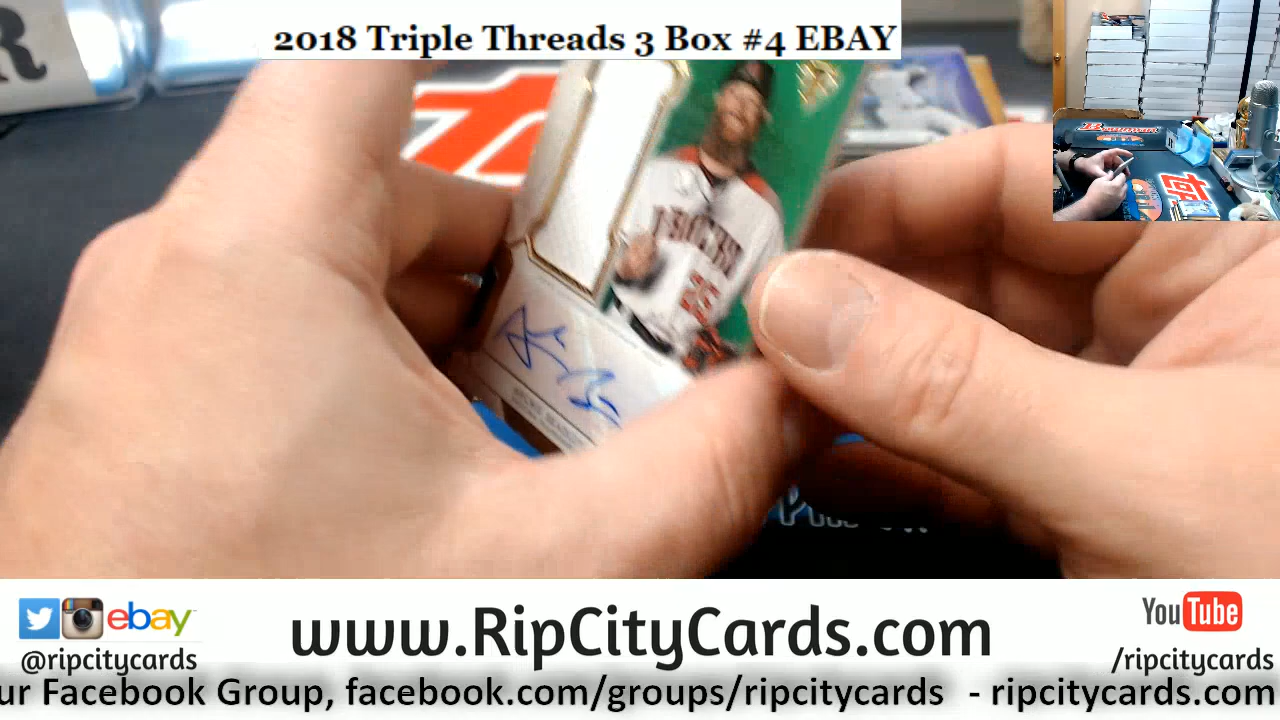 2018 Triple Threads 3 Box #4 EBAY
25
ebay
www.RipCityCards.com
YouTube
@ripcitycards
/ripcitycards
ur Facebook Group, facebook.com/groups/ripcitycards - ripcitycards.com